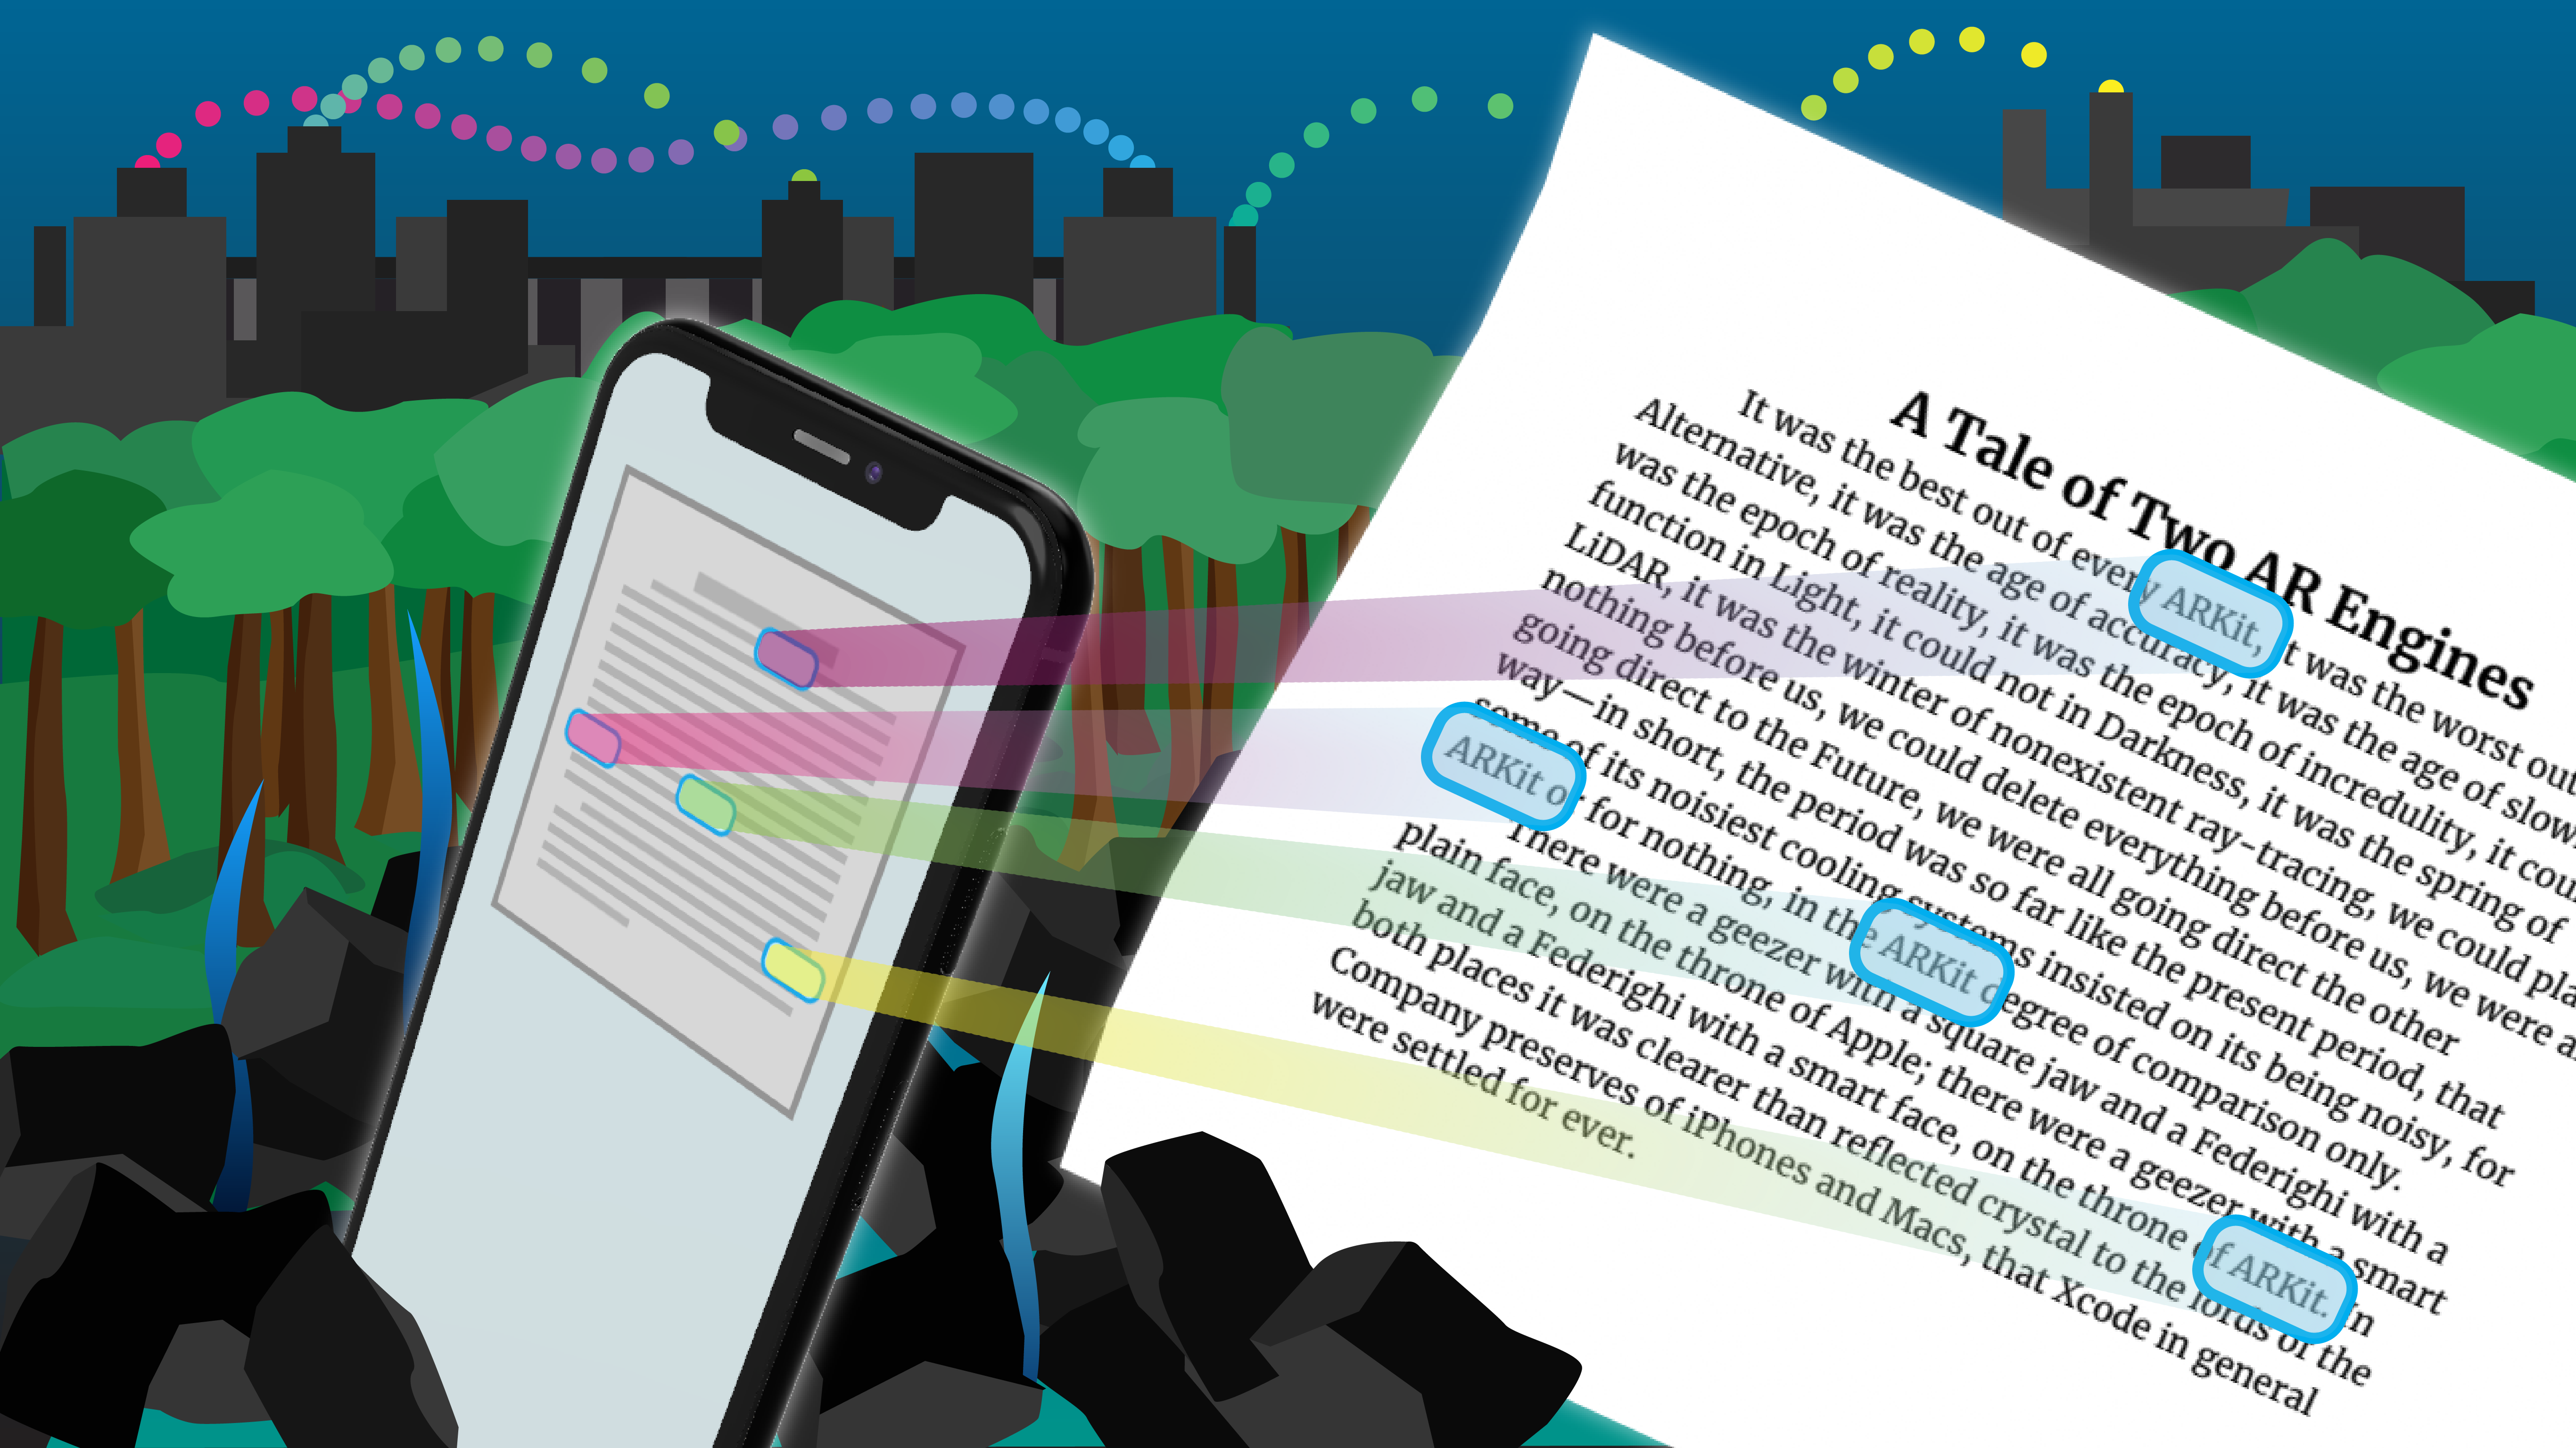 A Tale of Two AR Engines
It was the best out of every ARKit, it was the worst out
Alternative, it was the age of accuracy, it was the age of slow
was the epoch of reality, it was the epoch of incredulity, it cou
function in Light, it could not in Darkness, it was the spring of
LiDAR, it was the winter of nonexistent ray-tracing, we could pla
nothing before us, we could delete everything before us, we were a
going direct to the Future, we were all going direct the other
way—in short, the period was so far like the present period, that
some of its noisiest cooling systems insisted on its being noisy, for
ARKit or for nothing, in the ARKit degree of comparison only.
There were a geezer with a square jaw and a Federighi with a
plain face, on the throne of Apple; there were a geezer with a smart
jaw and a Federighi with a smart face, on the throne of ARKit. In
both places it was clearer than reflected crystal to the lords of the
Company preserves of iPhones and Macs, that Xcode in general
were settled for ever.